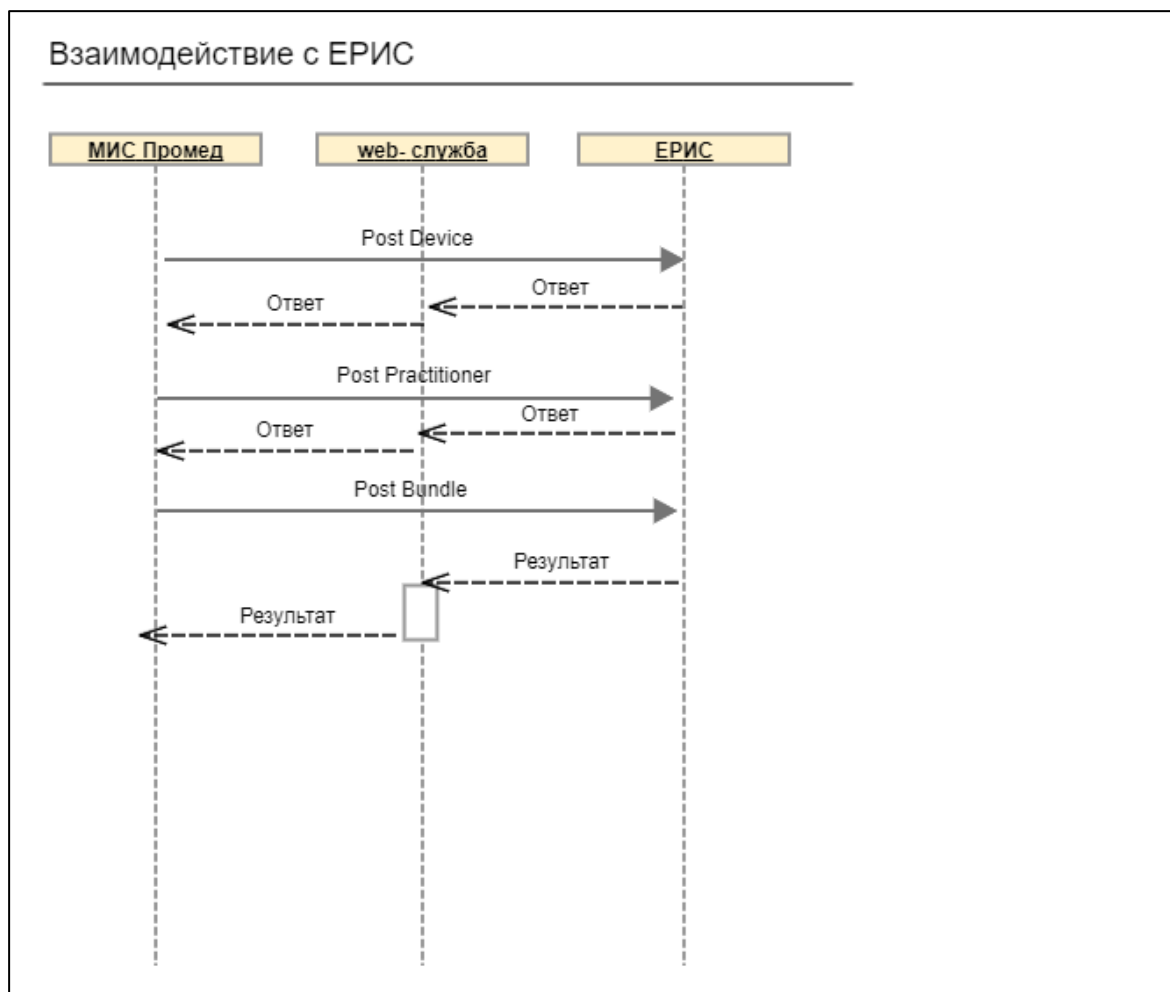 Взаимодействие с ЕРИС
МИС Промед
web- служба
ЕРИС
Post Device
Ответ
Ответ
Post Practitioner
Ответ
Ответ
Post Bundle
Результат
Результат